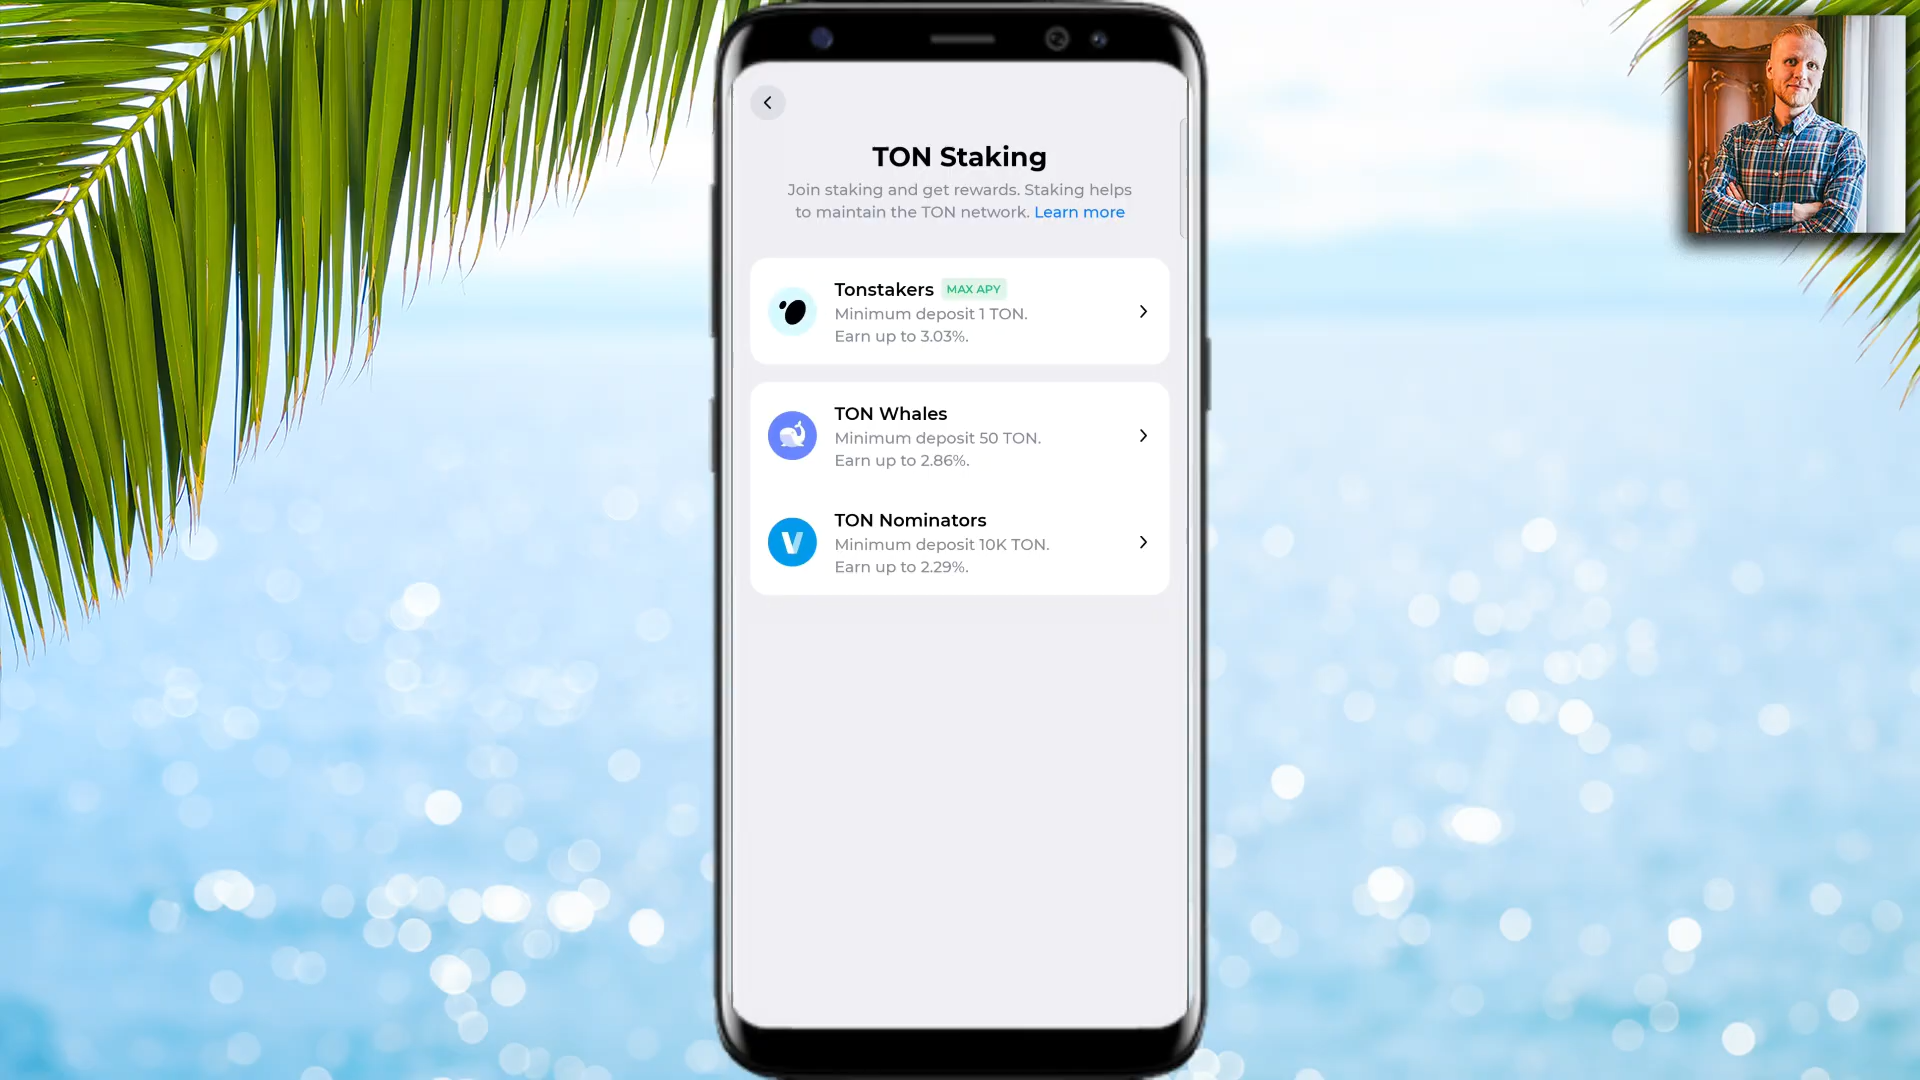 TON Staking
Join staking and get rewards. Staking helps
to maintain the TON network. Learn more
Tonstakers MAX APY
Minimum deposit 1 TON.
Earn up to 3.03%.
TON Whales
Minimum deposit 50 TON.
Earn up to 2.86%.
TON Nominators
Minimum deposit 10K TON.
Earn up to 2.29%.